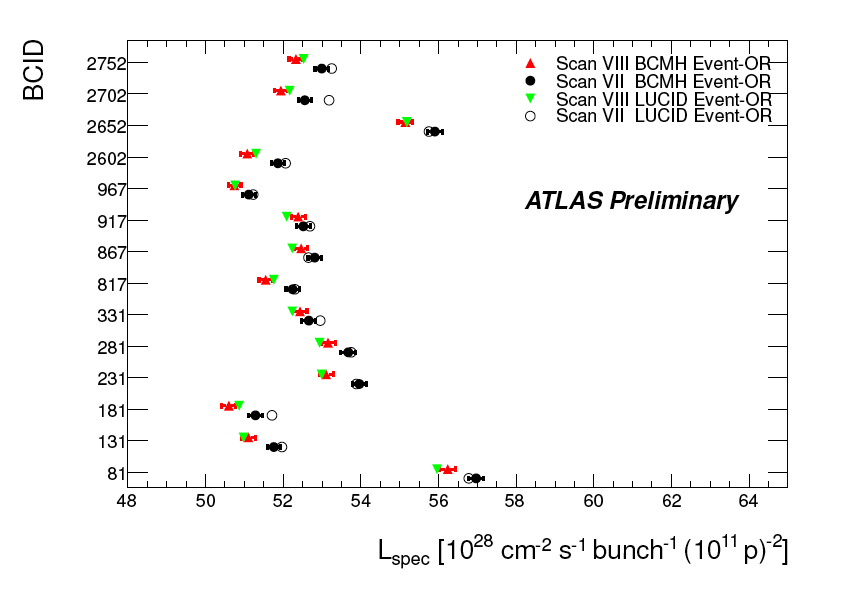 BCID
2752
2702
2652
2602
967
917
867
817
331
281
231
181
131
81
Scan VIII BCMH Event-OR
Scan VII BCMH Event-OR
Scan VIII LUCID Event-OR
Scan VII LUCID Event-OR
ATLAS Preliminary
48 50 52 54 56 58 60 62 64
Lspec [10^28 cm^-2 s^-1 bunch^-1 (10^11 p)^-2]